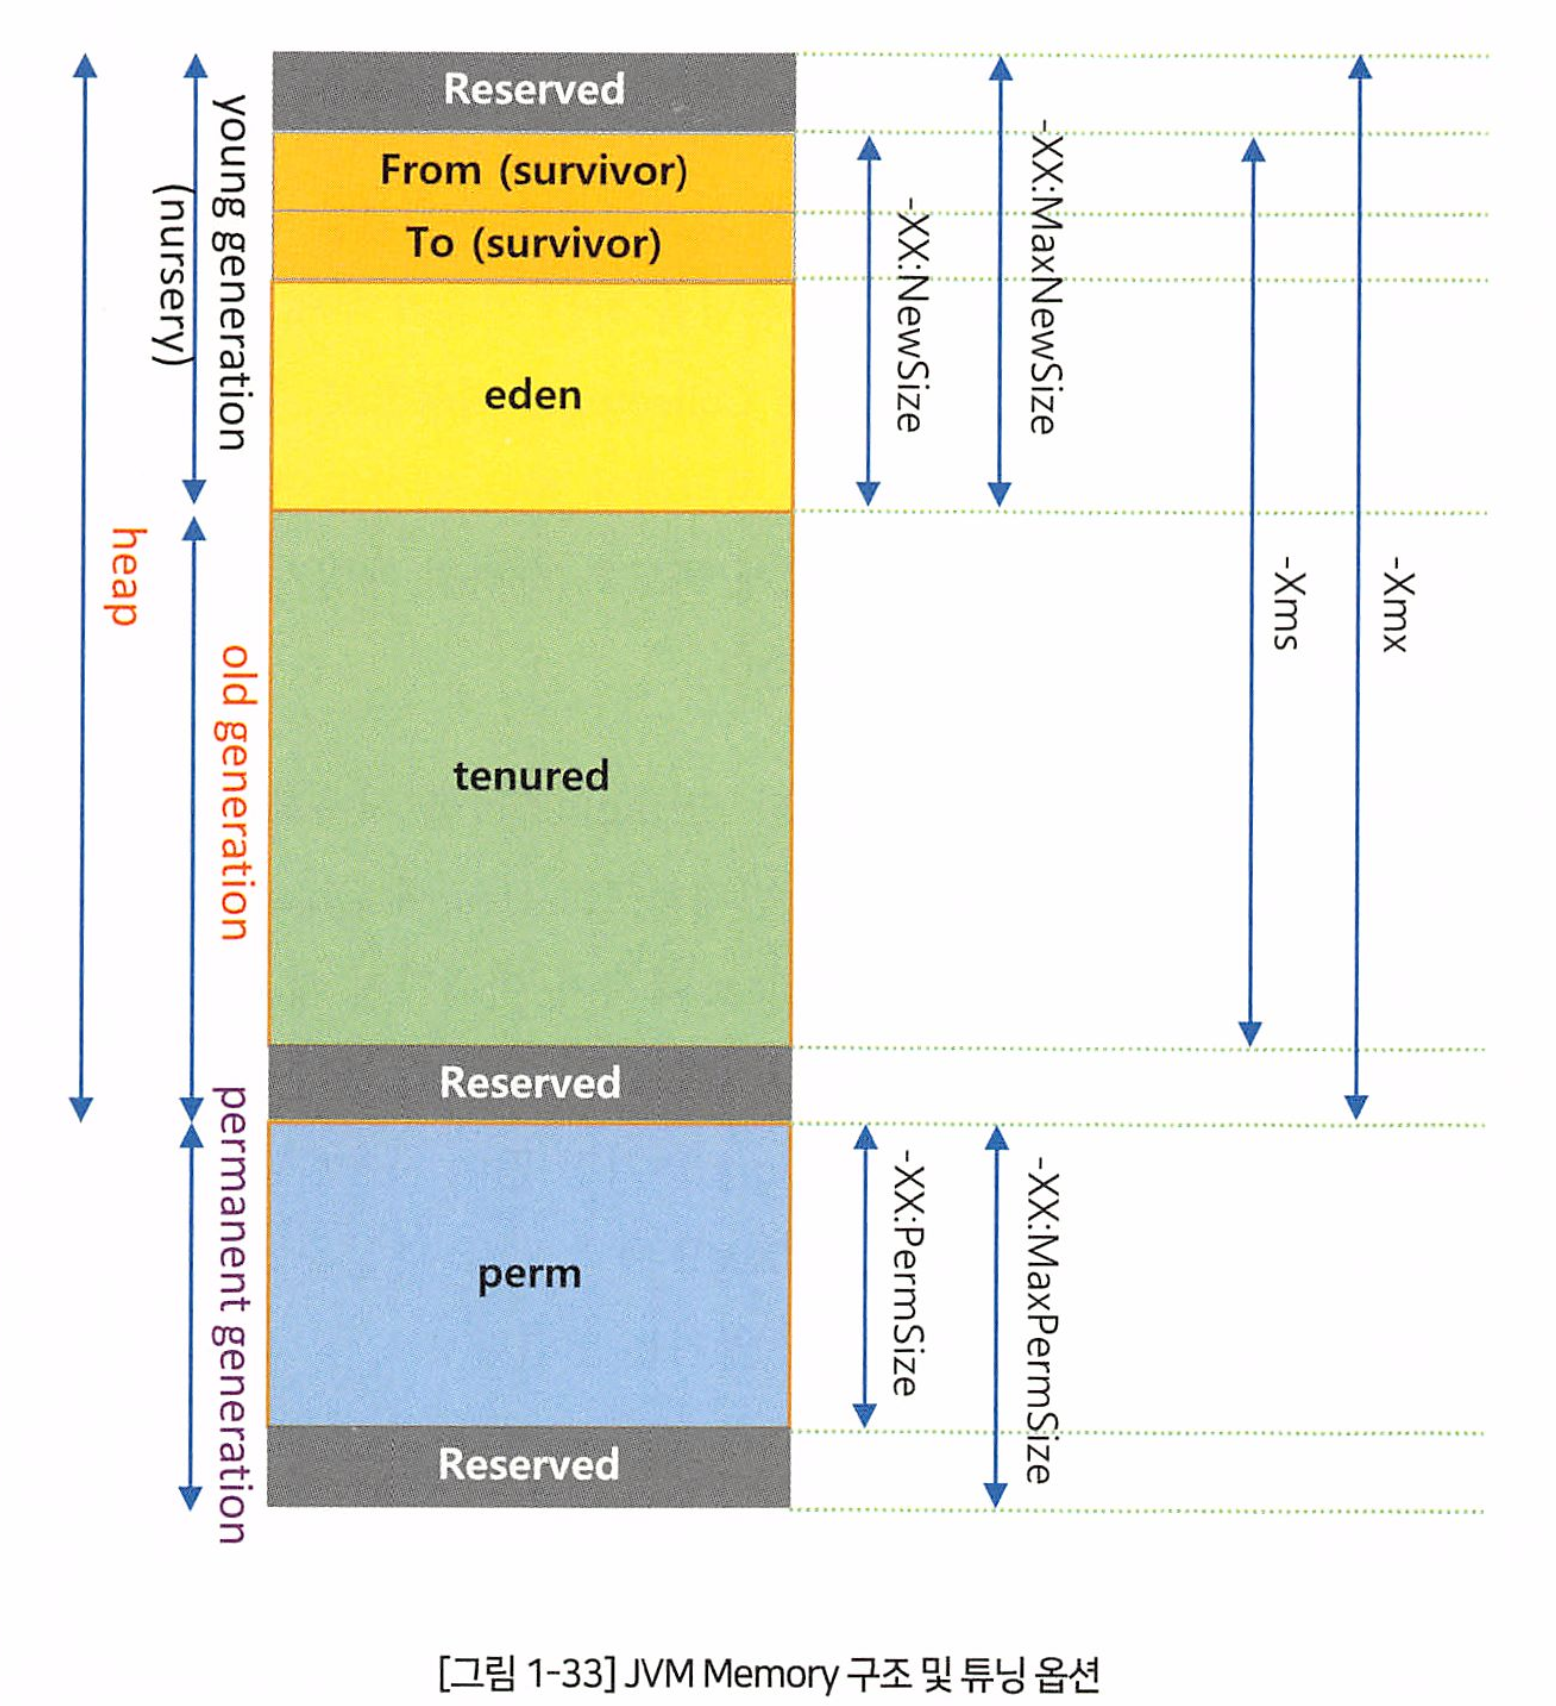 Reserved
From (survivor)
To (survivor)
eden
tenured
Reserved
perm
Reserved
young generation
(nursery)
heap
old generation
permanent generation
-XX:NewSize
-XX:MaxNewSize
-Xms
-Xmx
-XX:PermSize
-XX:MaxPermSize
[그림 1-33] JVM Memory 구조 및 튜닝 옵션